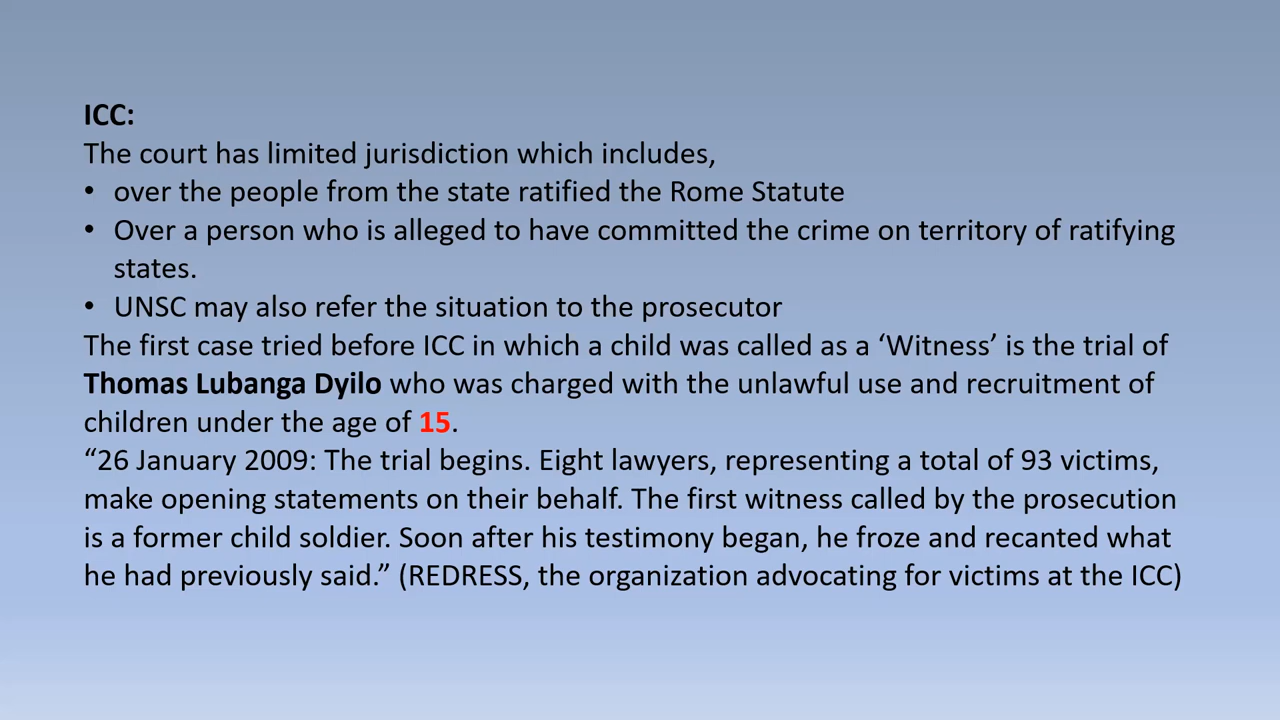 ICC:
The court has limited jurisdiction which includes,
• over the people from the state ratified the Rome Statute
• Over a person who is alleged to have committed the crime on territory of ratifying
states.
• UNSC may also refer the situation to the prosecutor
The first case tried before ICC in which a child was called as a ‘Witness’ is the trial of
Thomas Lubanga Dyilo who was charged with the unlawful use and recruitment of
children under the age of 15.
“26 January 2009: The trial begins. Eight lawyers, representing a total of 93 victims,
make opening statements on their behalf. The first witness called by the prosecution
is a former child soldier. Soon after his testimony began, he froze and recanted what
he had previously said.” (REDRESS, the organization advocating for victims at the ICC)